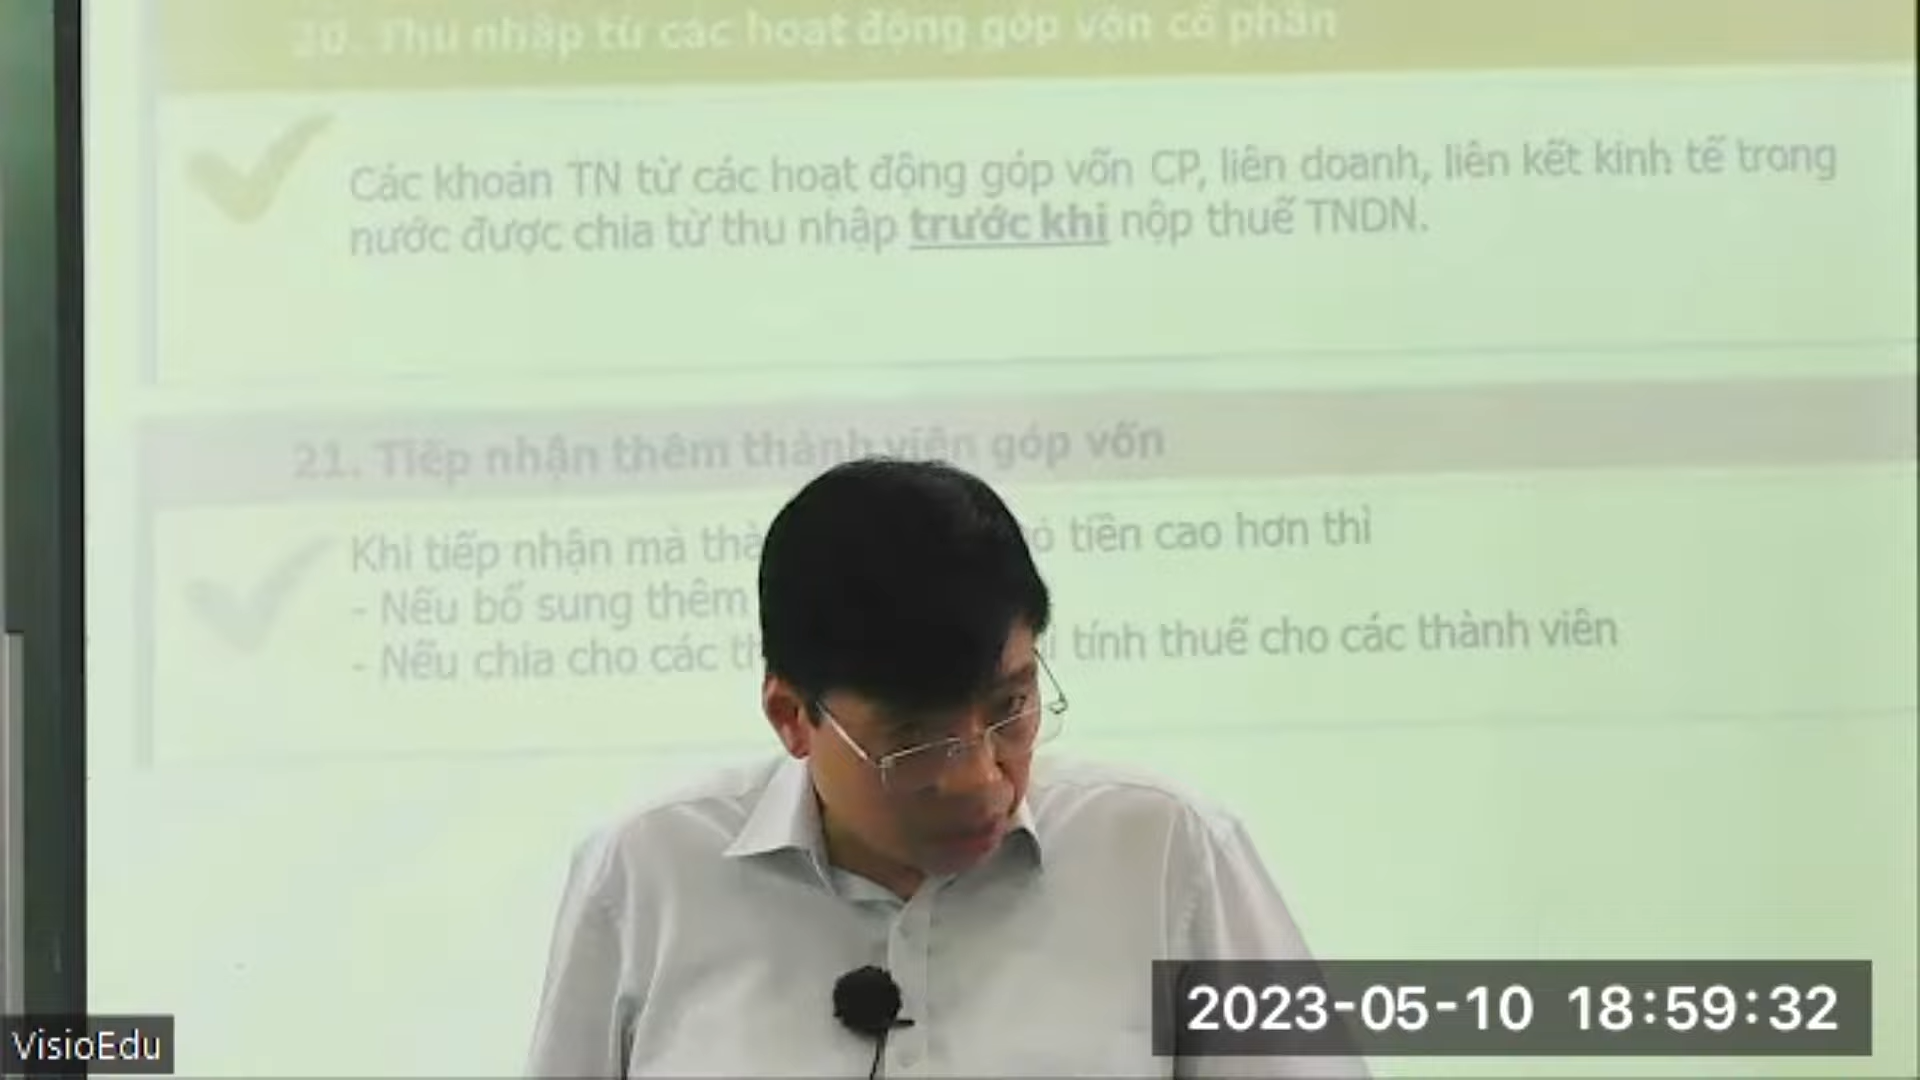 20. Thu nhập từ các hoạt động góp vốn cổ phần
Các khoản TN từ các hoạt động góp vốn CP, liên doanh, liên kết kinh tế trong
nước được chia từ thu nhập trước khi nộp thuế TNDN.
21. Tiếp nhận thêm thành viên góp vốn
Khi tiếp nhận mà tiền cao hơn thì
- Nếu bổ sung thêm
- Nếu chia cho các tính thuế cho các thành viên
2023-05-10 18:59:32
VisioEdu